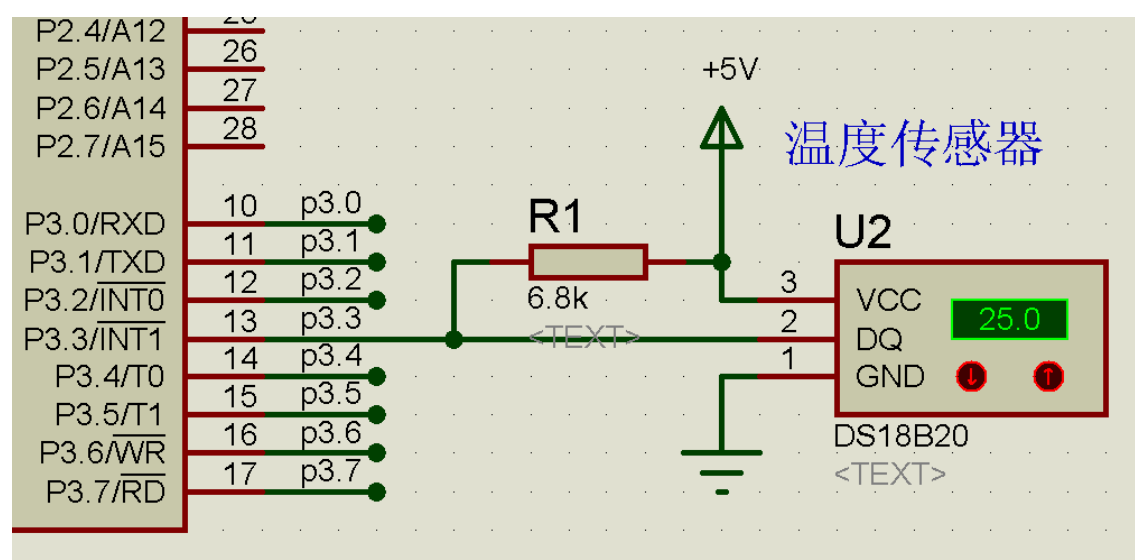 P2.4/A12
P2.5/A13 26
P2.6/A14 27
P2.7/A15 28
+5V
温度传感器
P3.0/RXD 10 p3.0
P3.1/TXD 11 p3.1
P3.2/INT0 12 p3.2
P3.3/INT1 13 p3.3
P3.4/T0 14 p3.4
P3.5/T1 15 p3.5
P3.6/WR 16 p3.6
P3.7/RD 17 p3.7
R1
6.8k
<TEXT>
U2
3 VCC 25.0
2 DQ
1 GND ↓ ↑
DS18B20
<TEXT>